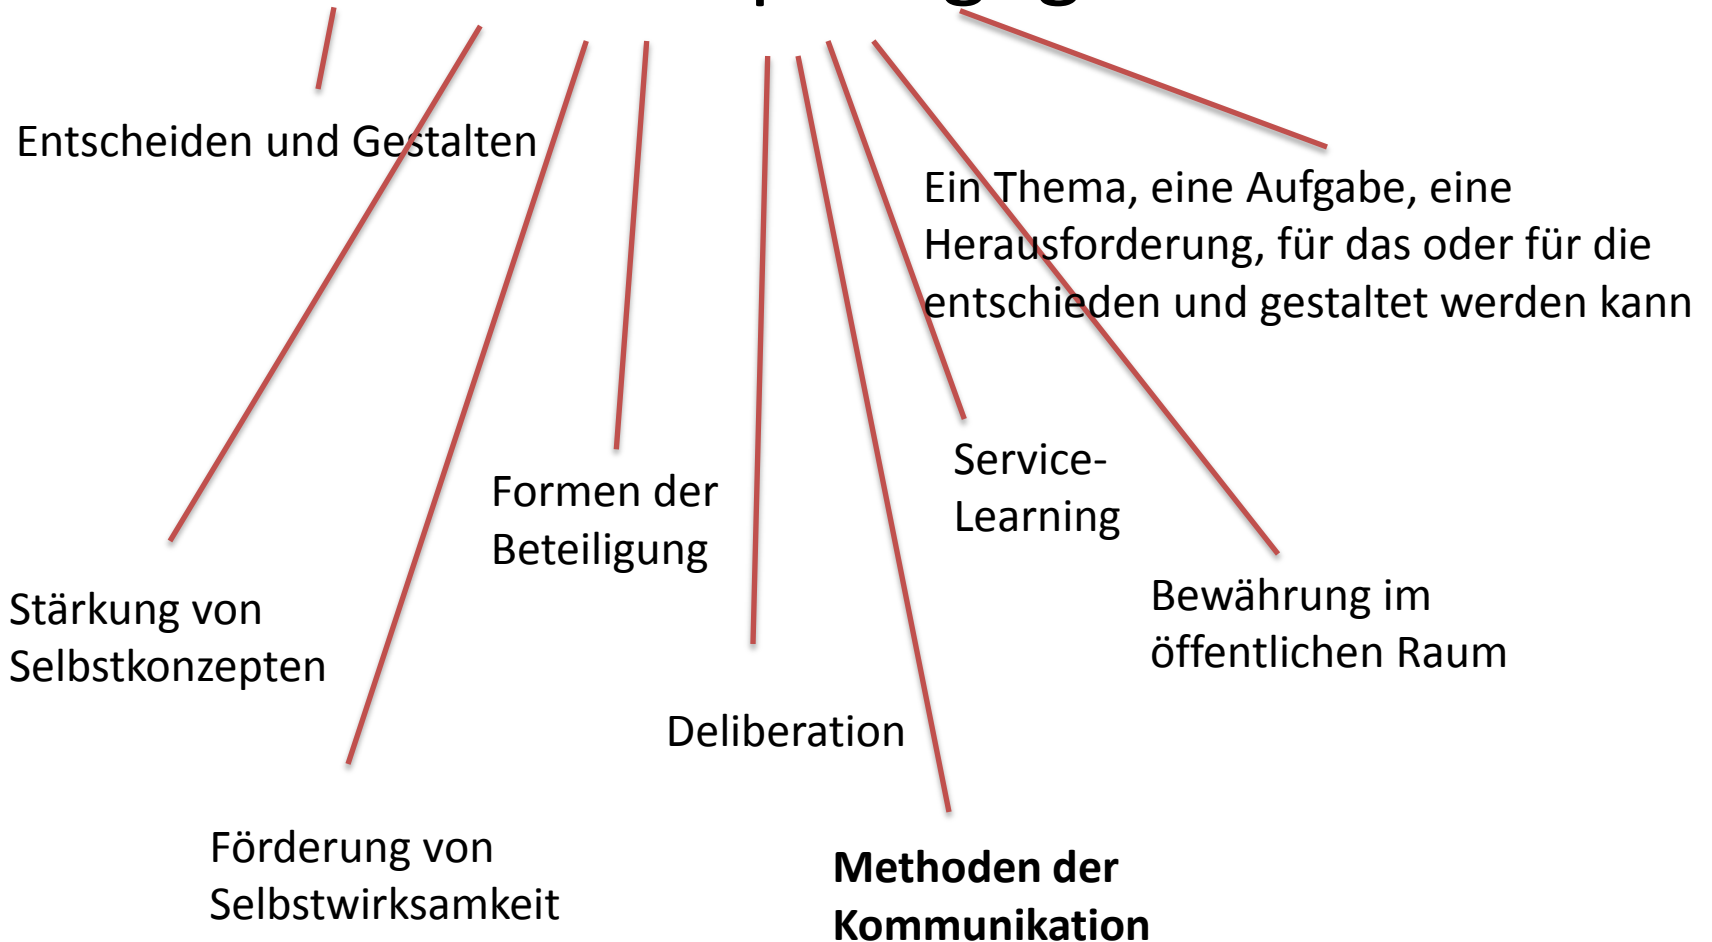 Entscheiden und Gestalten
Ein Thema, eine Aufgabe, eine
Herausforderung, für das oder für die
entschieden und gestaltet werden kann
Service-
Learning
Formen der
Beteiligung
Bewährung im
öffentlichen Raum
Stärkung von
Selbstkonzepten
Deliberation
Förderung von
Selbstwirksamkeit
Methoden der
Kommunikation